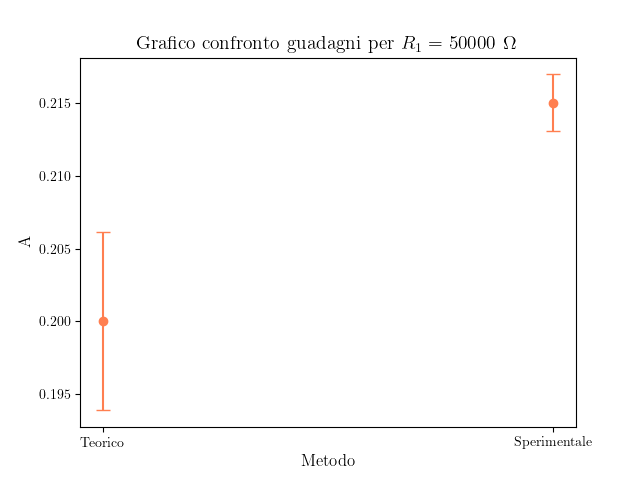 Grafico confronto guadagni per $R_1 = 50000\ \Omega$
0.215
0.210
0.205
0.200
0.195
A
Teorico
Sperimentale
Metodo